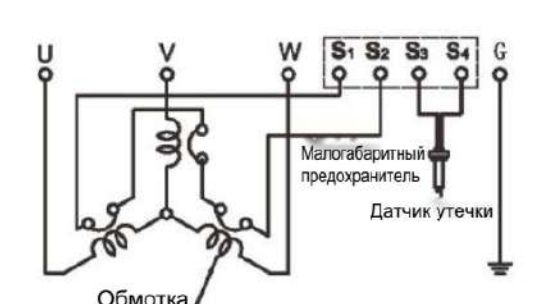 U V W S1 S2 S3 S4 G
Малогабаритный
предохранитель
Датчик утечки
Обмотка